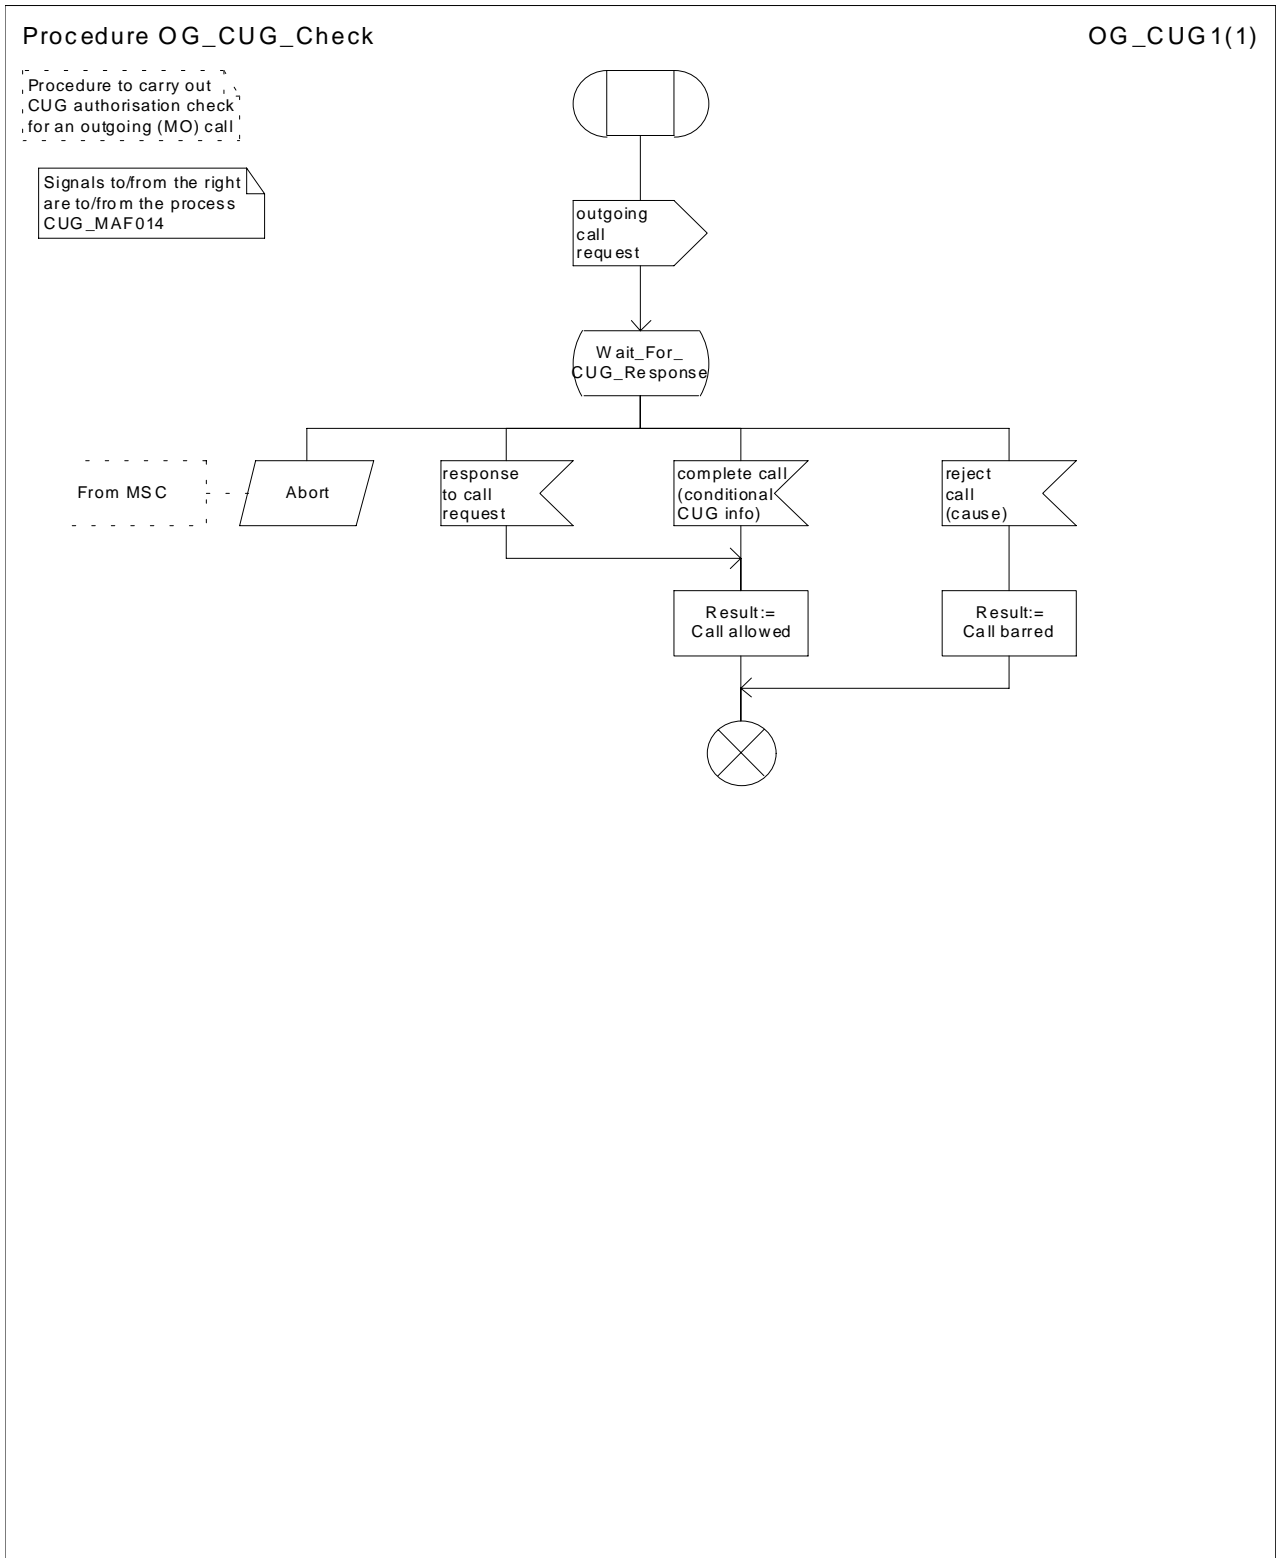 Procedure OG_CUG_Check
OG_CUG1(1)
Procedure to carry out
CUG authorisation check
for an outgoing (MO) call
Signals to/from the right
are to/from the process
CUG_MAF014
outgoing
call
request
Wait_For_
CUG_Response
From MSC
Abort
response
to call
request
complete call
(conditional
CUG info)
reject
call
(cause)
Result:=
Call allowed
Result:=
Call barred